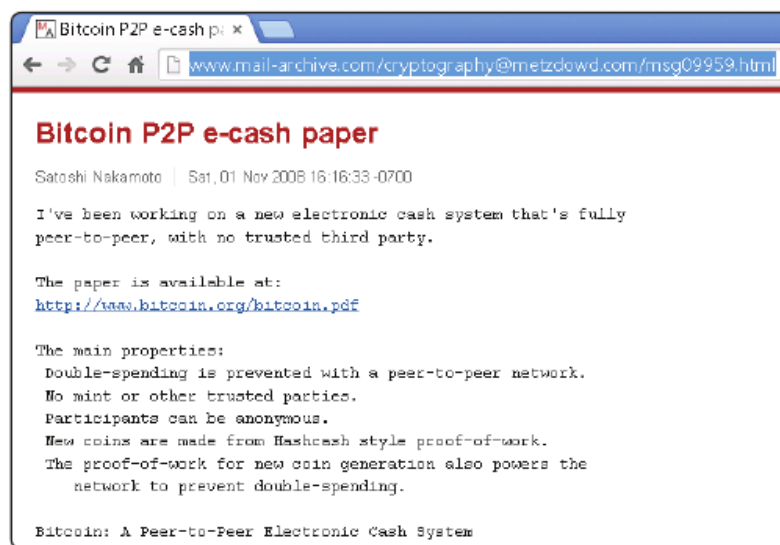 Bitcoin P2P e-cash pa
www.mail-archive.com/cryptography@metzdowd.com/msg09959.html
Bitcoin P2P e-cash paper
Satoshi Nakamoto | Sat, 01 Nov 2008 16:16:33 -0700
I've been working on a new electronic cash system that's fully
peer-to-peer, with no trusted third party.
The paper is available at:
http://www.bitcoin.org/bitcoin.pdf
The main properties:
Double-spending is prevented with a peer-to-peer network.
No mint or other trusted parties.
Participants can be anonymous.
New coins are made from Hashcash style proof-of-work.
The proof-of-work for new coin generation also powers the
network to prevent double-spending.
Bitcoin: A Peer-to-Peer Electronic Cash System